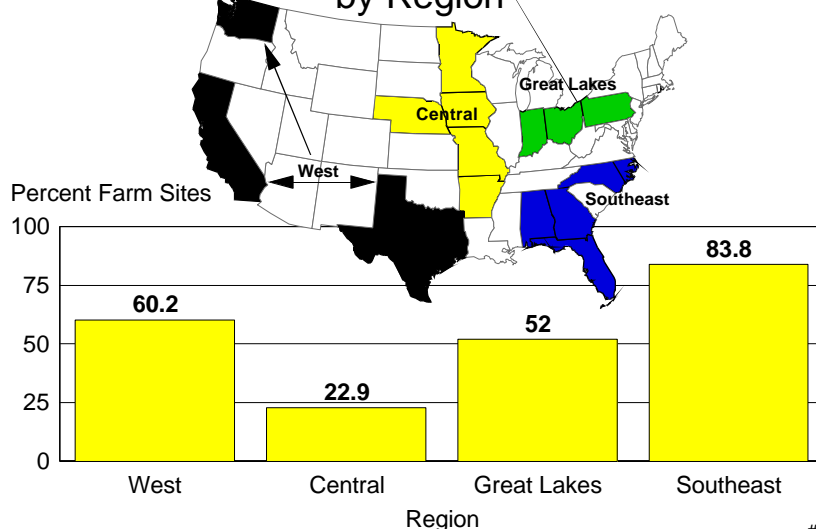 by Region
Great Lakes
Central
West
Southeast
Percent Farm Sites
100
75
50
25
0
60.2
22.9
52
83.8
West
Central
Great Lakes
Southeast
Region
#